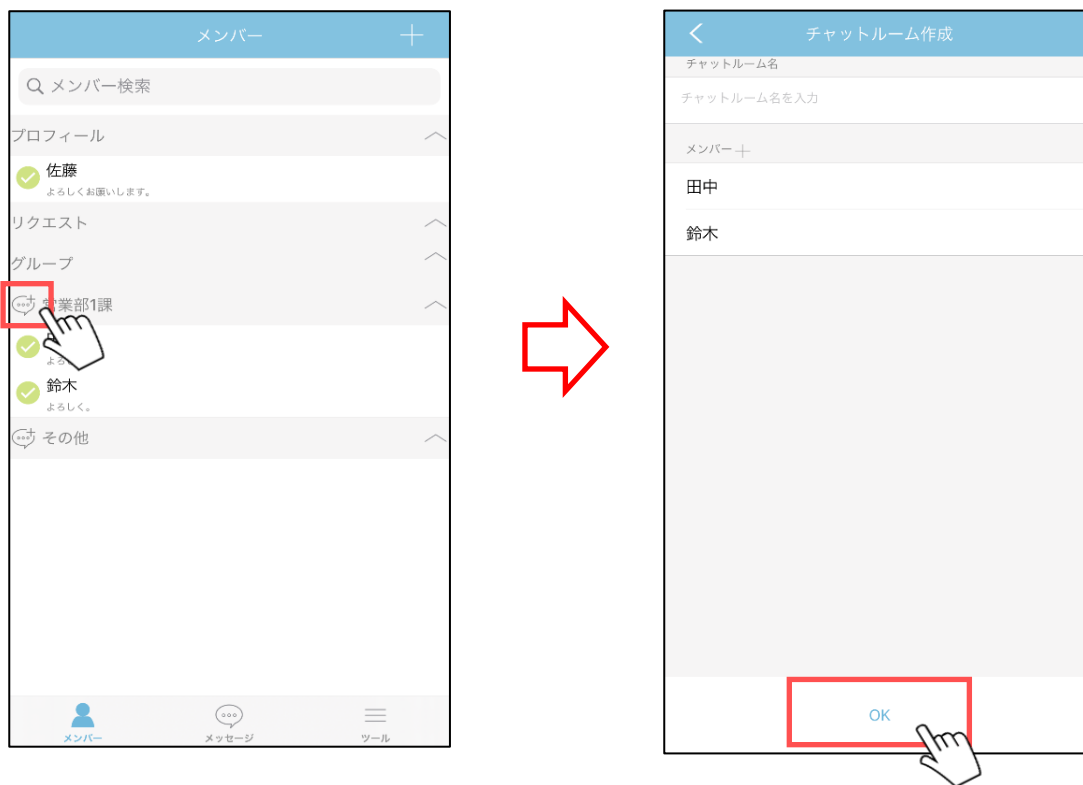 メンバー
メンバー検索
プロフィール
佐藤
よろしくお願いします。
リクエスト
グループ
営業部1課
鈴木
よろしく。
その他
メンバー
メッセージ
ツール
チャットルーム作成
チャットルーム名
チャットルーム名を入力
メンバー
田中
鈴木
OK